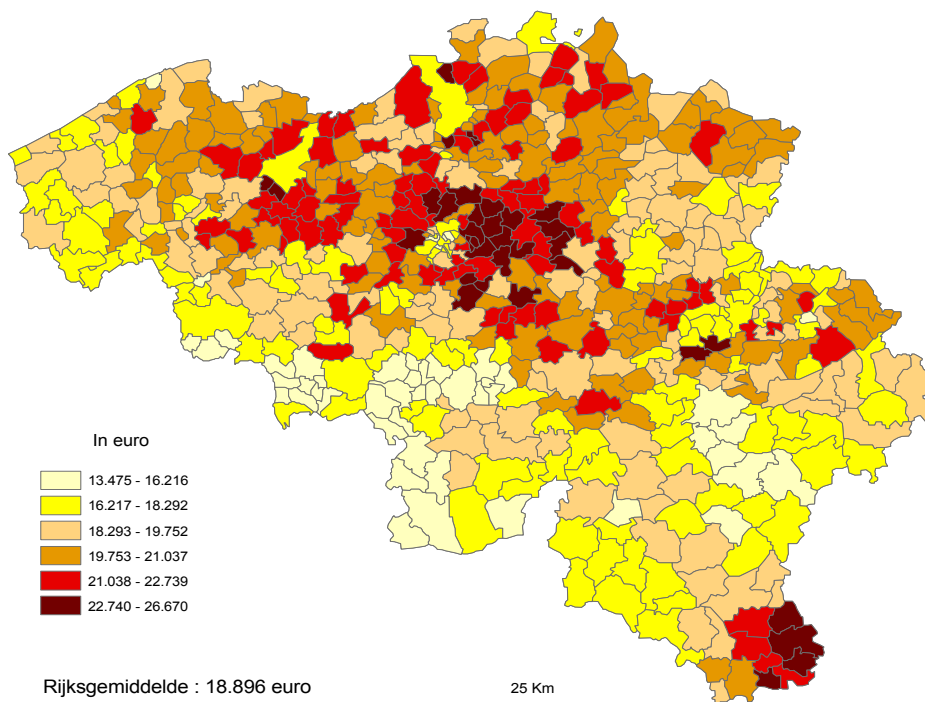 In euro
13.475 - 16.216
16.217 - 18.292
18.293 - 19.752
19.753 - 21.037
21.038 - 22.739
22.740 - 26.670
Rijksgemiddelde : 18.896 euro
25 Km